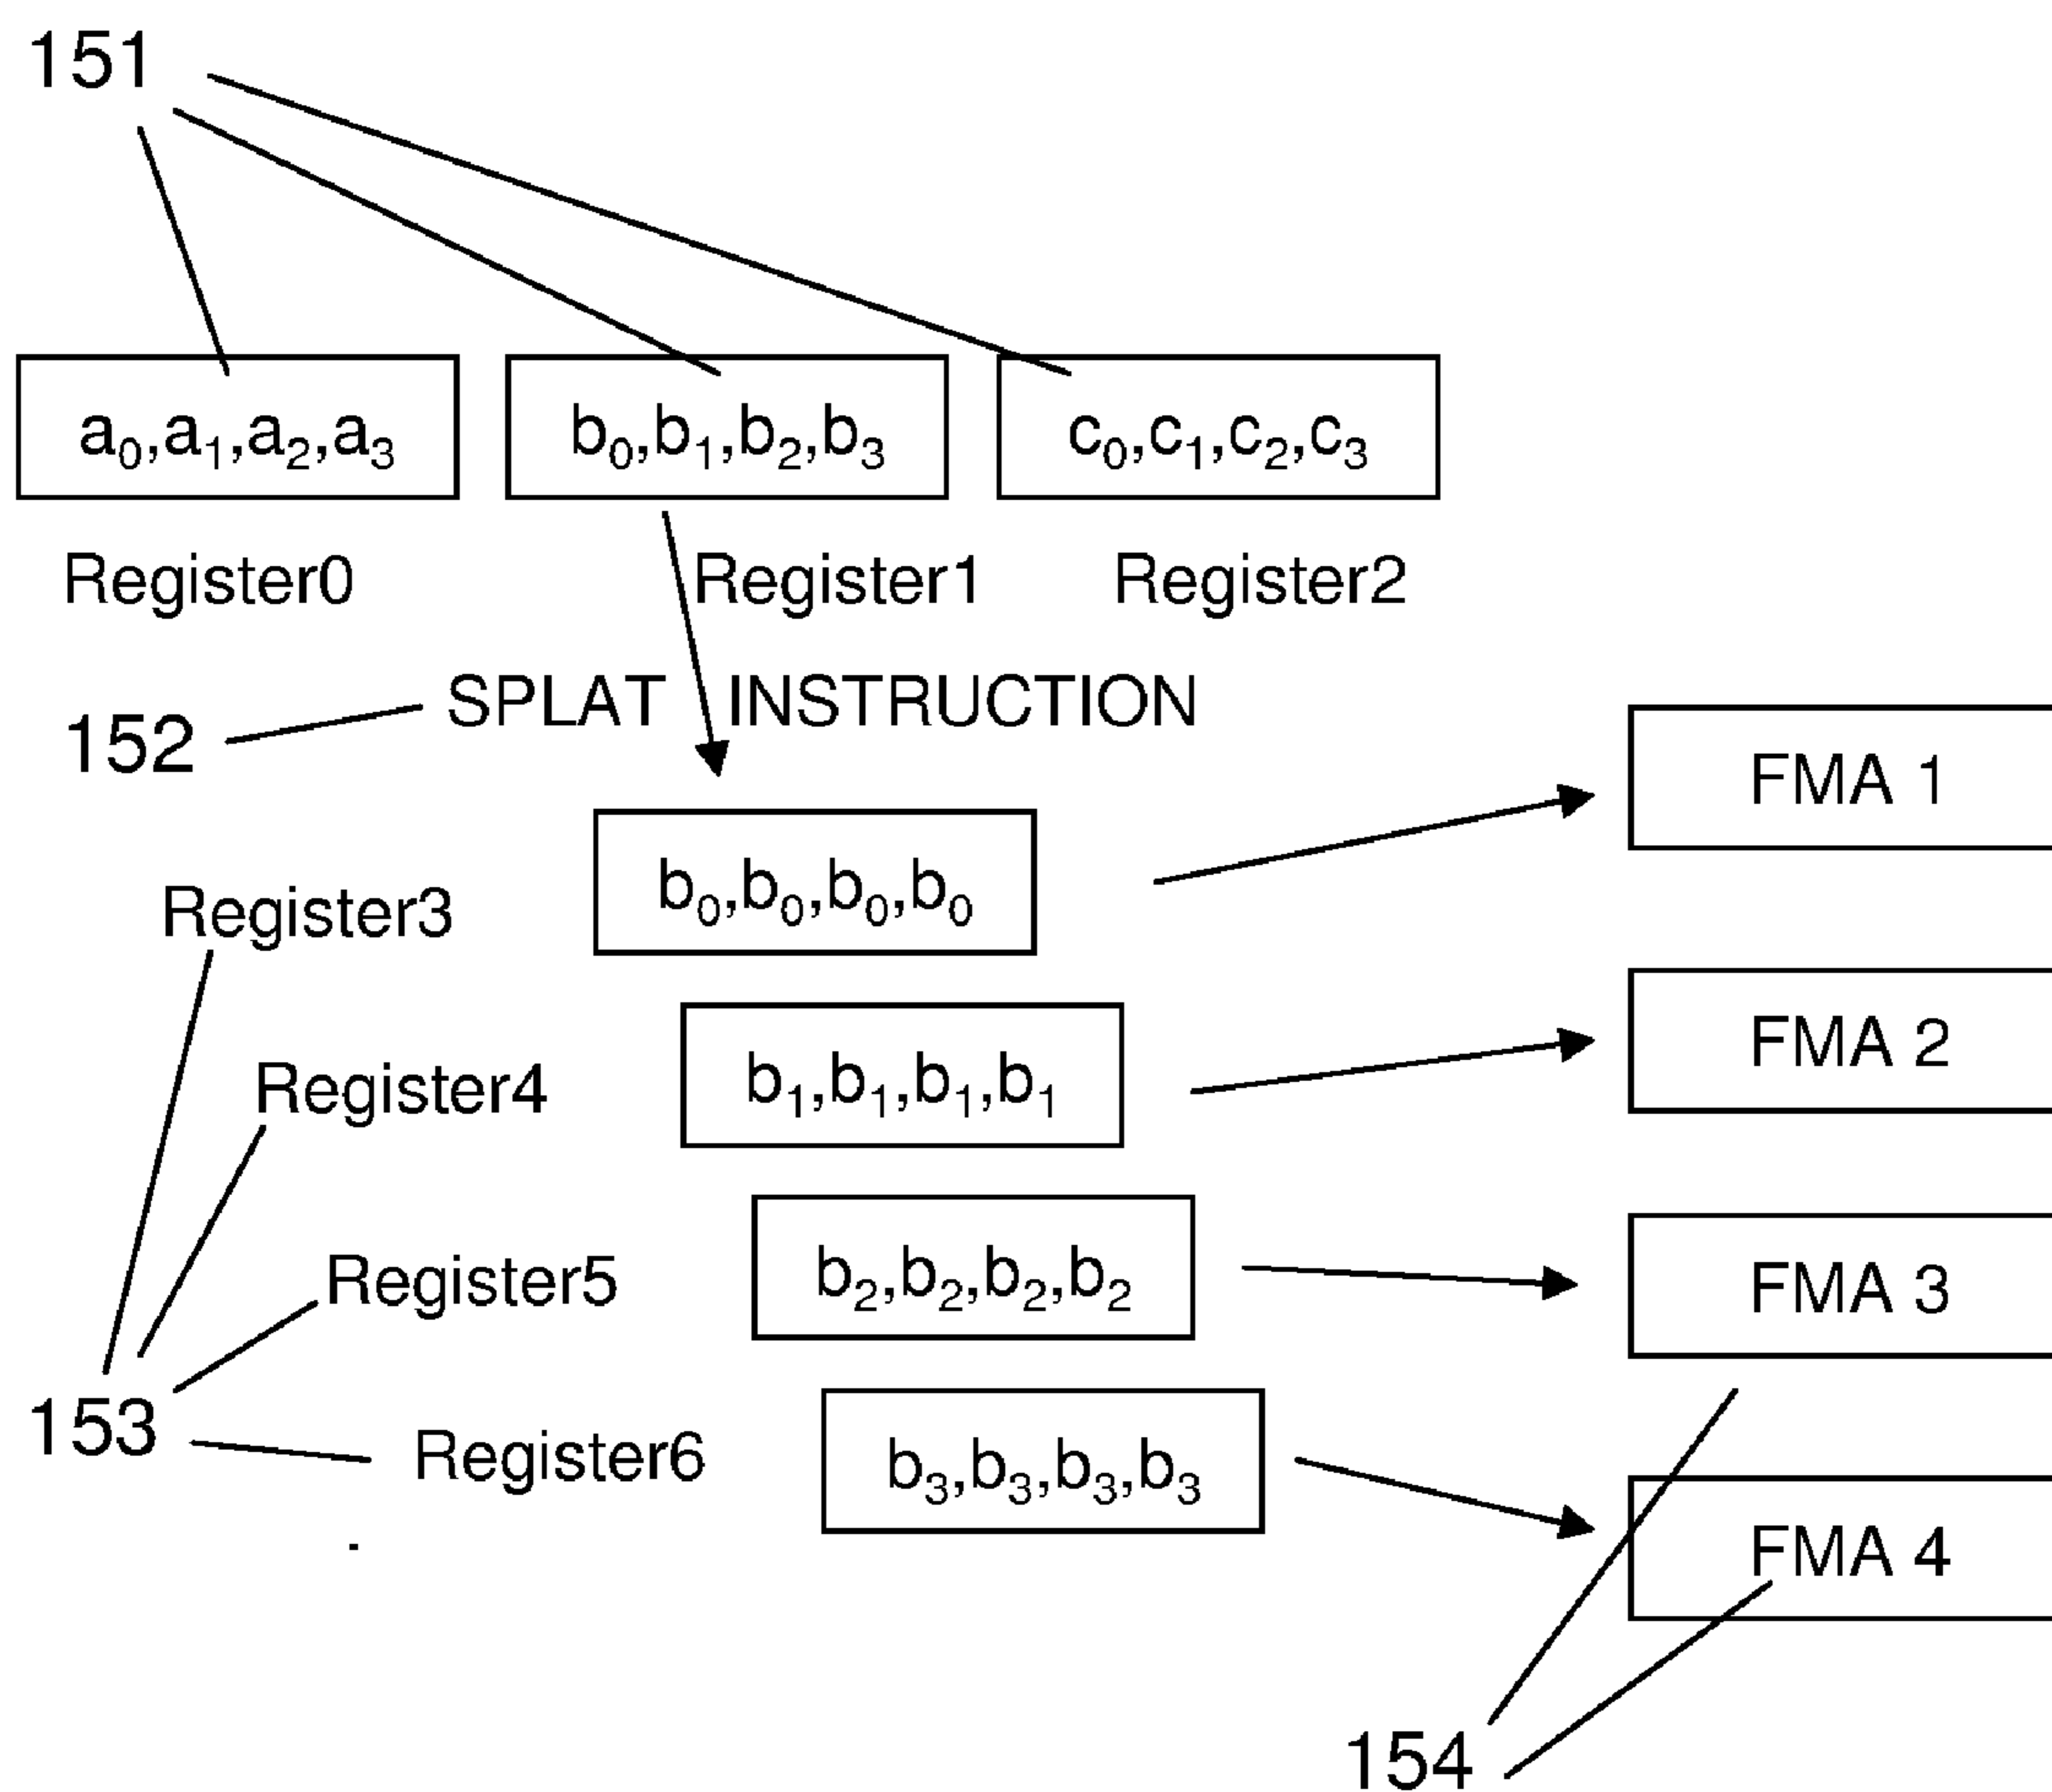 151
a₀,a₁,a₂,a₃ b₀,b₁,b₂,b₃ c₀,c₁,c₂,c₃
Register0 Register1 Register2
152 SPLAT INSTRUCTION
FMA 1
Register3 b₀,b₀,b₀,b₀
FMA 2
Register4 b₁,b₁,b₁,b₁
Register5 b₂,b₂,b₂,b₂ FMA 3
153 Register6 b₃,b₃,b₃,b₃
FMA 4
154